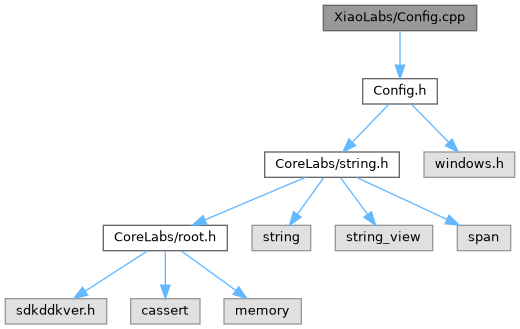 XiaoLabs/Config.cpp
Config.h
CoreLabs/string.h
windows.h
CoreLabs/root.h
string
string_view
span
sdkddkver.h
cassert
memory